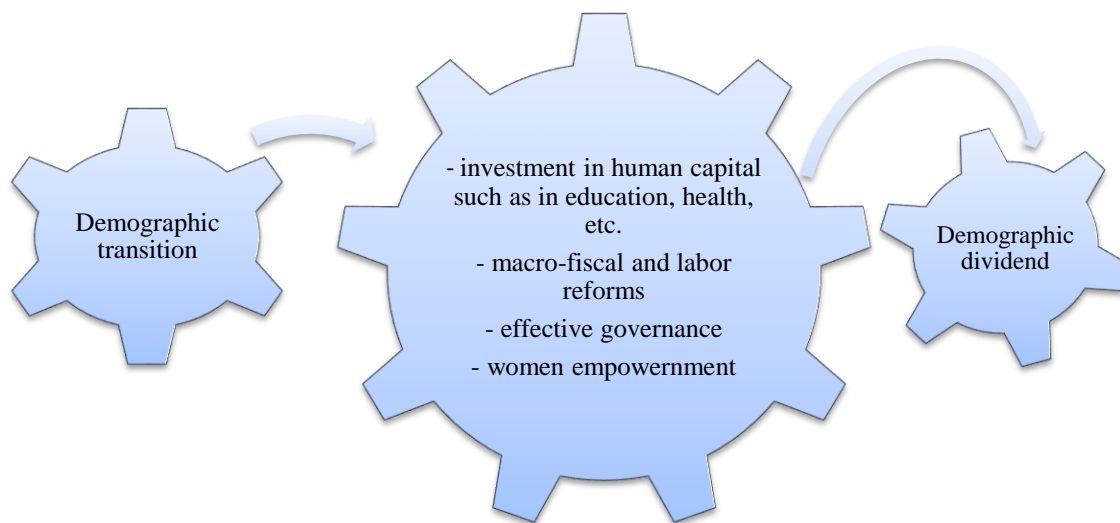 Demographic
transition
- investment in human capital
such as in education, health,
etc.
- macro-fiscal and labor
reforms
- effective governance
- women empowernment
Demographic
dividend